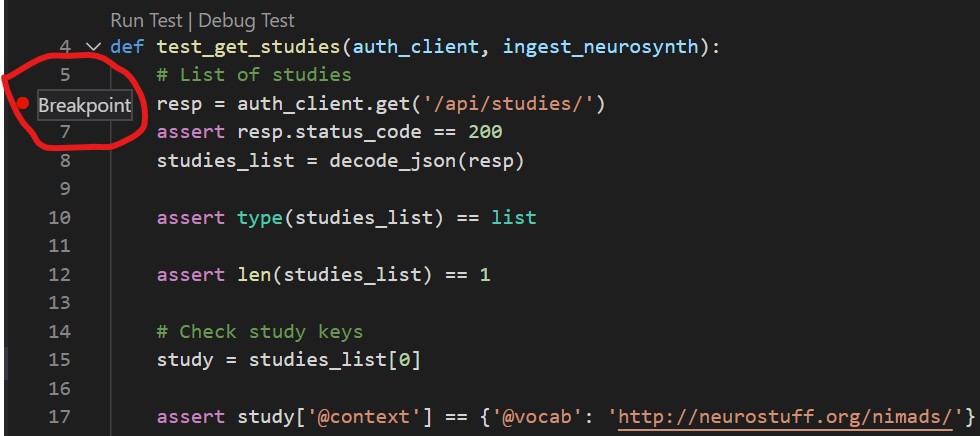 Run Test | Debug Test
4 def test_get_studies(auth_client, ingest_neurosynth):
5 # List of studies
Breakpoint resp = auth_client.get('/api/studies/')
7 assert resp.status_code == 200
8 studies_list = decode_json(resp)
9
10 assert type(studies_list) == list
11
12 assert len(studies_list) == 1
13
14 # Check study keys
15 study = studies_list[0]
16
17 assert study['@context'] == {'@vocab': 'http://neurostuff.org/nimads/'}